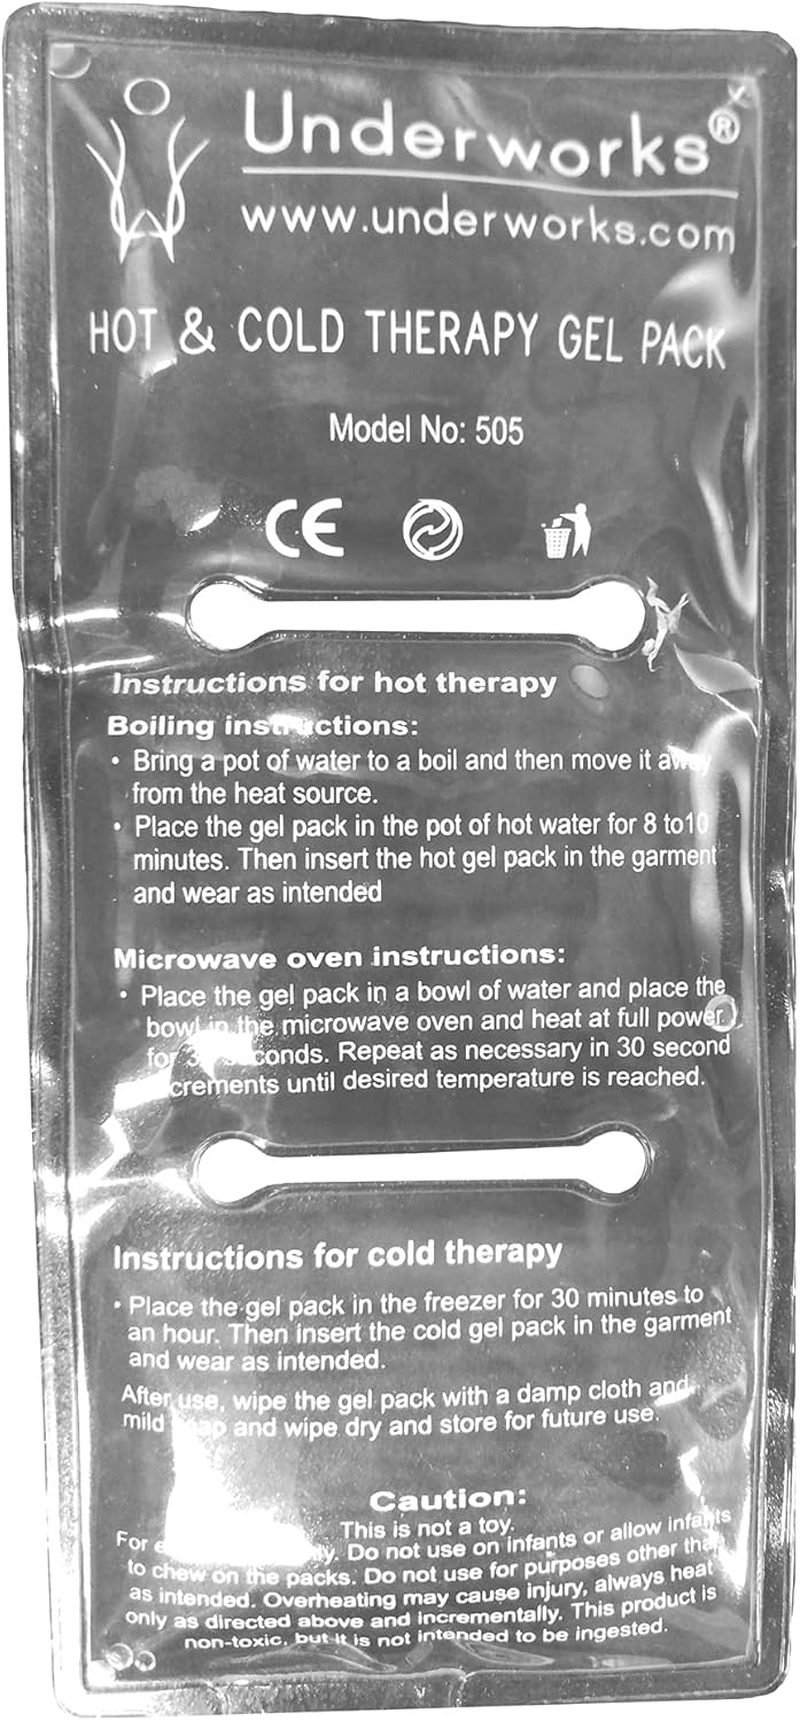 Underworks®
www.underworks.com
HOT & COLD THERAPY GEL PACK
Model No: 505
CE
Instructions for hot therapy
Boiling instructions:
• Bring a pot of water to a boil and then move it away
from the heat source.
• Place the gel pack in the pot of hot water for 8 to10
minutes. Then insert the hot gel pack in the garment
and wear as intended
Microwave oven instructions:
• Place the gel pack in a bowl of water and place the
bowl in the microwave oven and heat at full power
for conds. Repeat as necessary in 30 second
crements until desired temperature is reached.
Instructions for cold therapy
• Place the gel pack in the freezer for 30 minutes to
an hour. Then insert the cold gel pack in the garment
and wear as intended.
After use, wipe the gel pack with a damp cloth and
mild and wipe dry and store for future use.
Caution:
This is not a toy.
For Do not use on infants or allow infants
to chew on the packs. Do not use for purposes other than
as intended. Overheating may cause injury, always heat
only as directed above and incrementally. This product is
non-toxic, but it is not intended to be ingested.